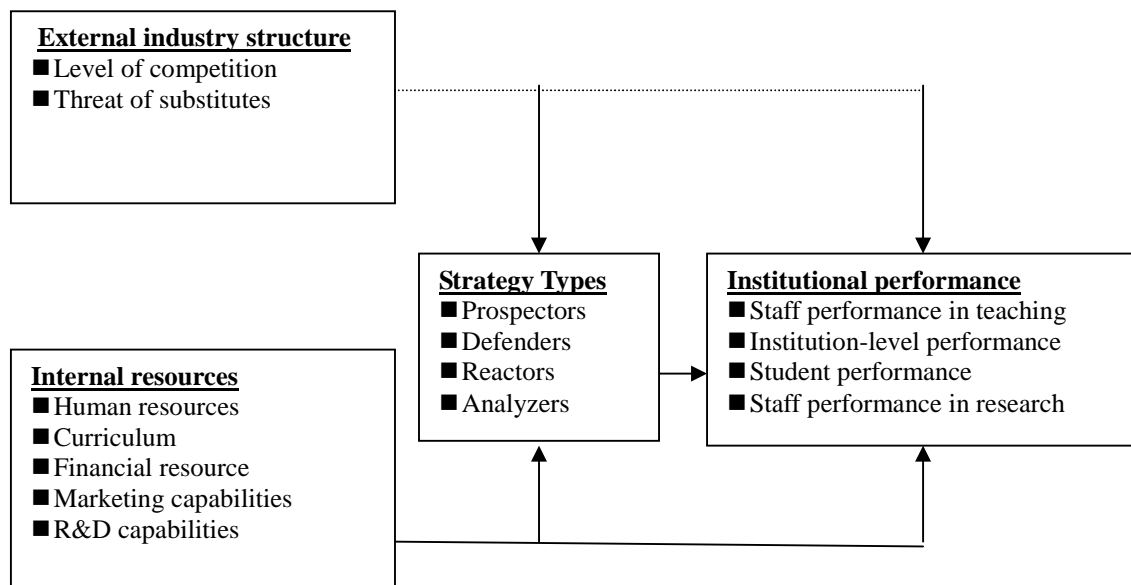 External industry structure
■ Level of competition
■ Threat of substitutes
Strategy Types
■ Prospectors
■ Defenders
■ Reactors
■ Analyzers
Institutional performance
■ Staff performance in teaching
■ Institution-level performance
■ Student performance
■ Staff performance in research
Internal resources
■ Human resources
■ Curriculum
■ Financial resource
■ Marketing capabilities
■ R&D capabilities